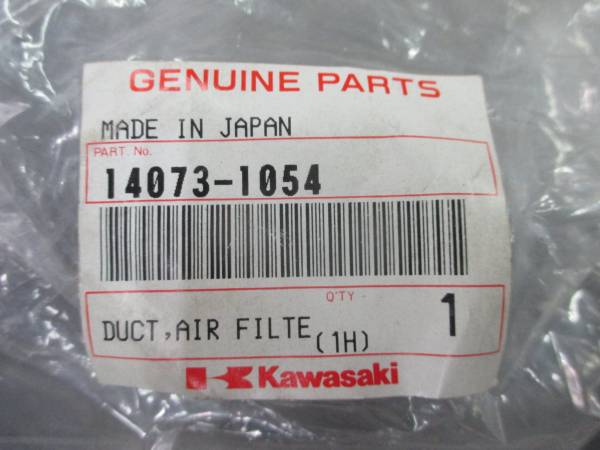 GENUINE PARTS
MADE IN JAPAN
PART. No.
14073-1054
Q'TY
1
DUCT,AIR FILTE (1H)
Kawasaki